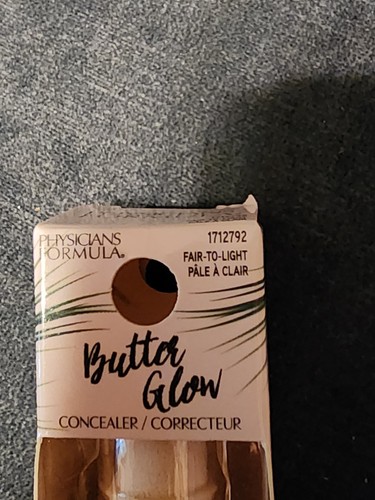 PHYSICIANS
FORMULA®
1712792
FAIR-TO-LIGHT
PÂLE À CLAIR
Butter
Glow
CONCEALER / CORRECTEUR